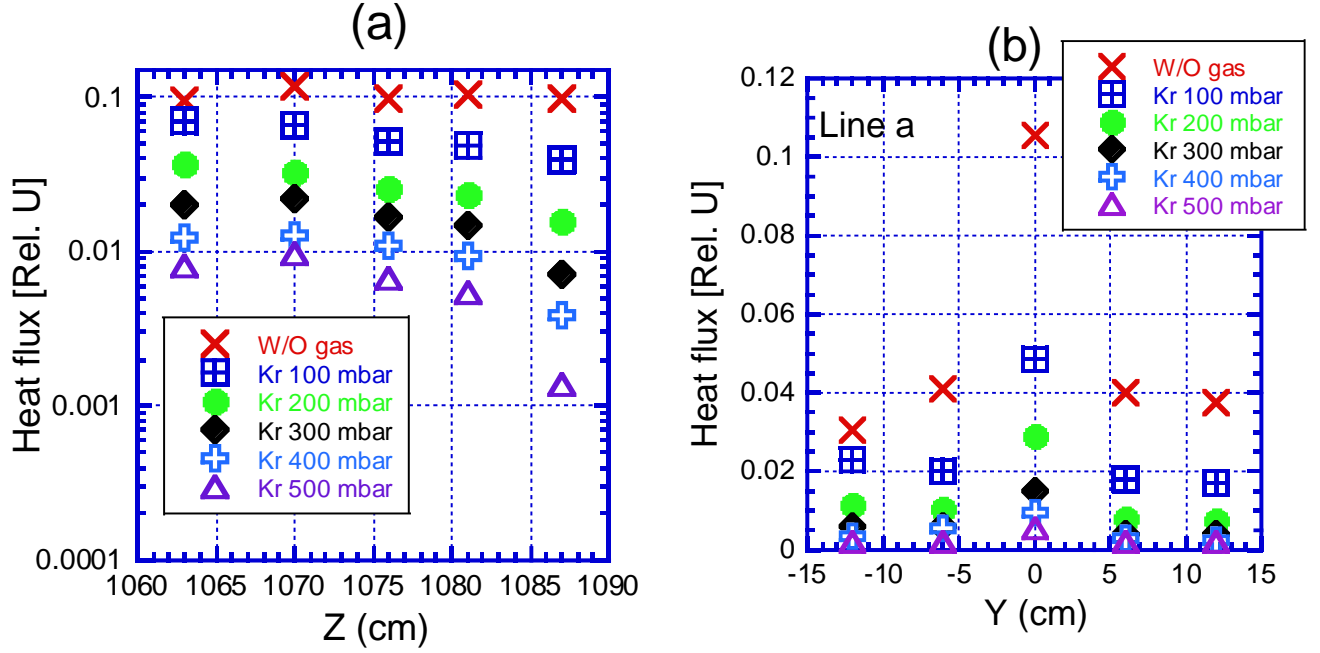 (a)
Heat flux [Rel. U]
0.1
0.01
0.001
0.0001
W/O gas
Kr 100 mbar
Kr 200 mbar
Kr 300 mbar
Kr 400 mbar
Kr 500 mbar
1060 1065 1070 1075 1080 1085 1090
Z (cm)
(b)
Heat flux [Rel. U]
0.12
0.1
0.08
0.06
0.04
0.02
0
Line a
W/O gas
Kr 100 mbar
Kr 200 mbar
Kr 300 mbar
Kr 400 mbar
Kr 500 mbar
-15 -10 -5 0 5 10 15
Y (cm)